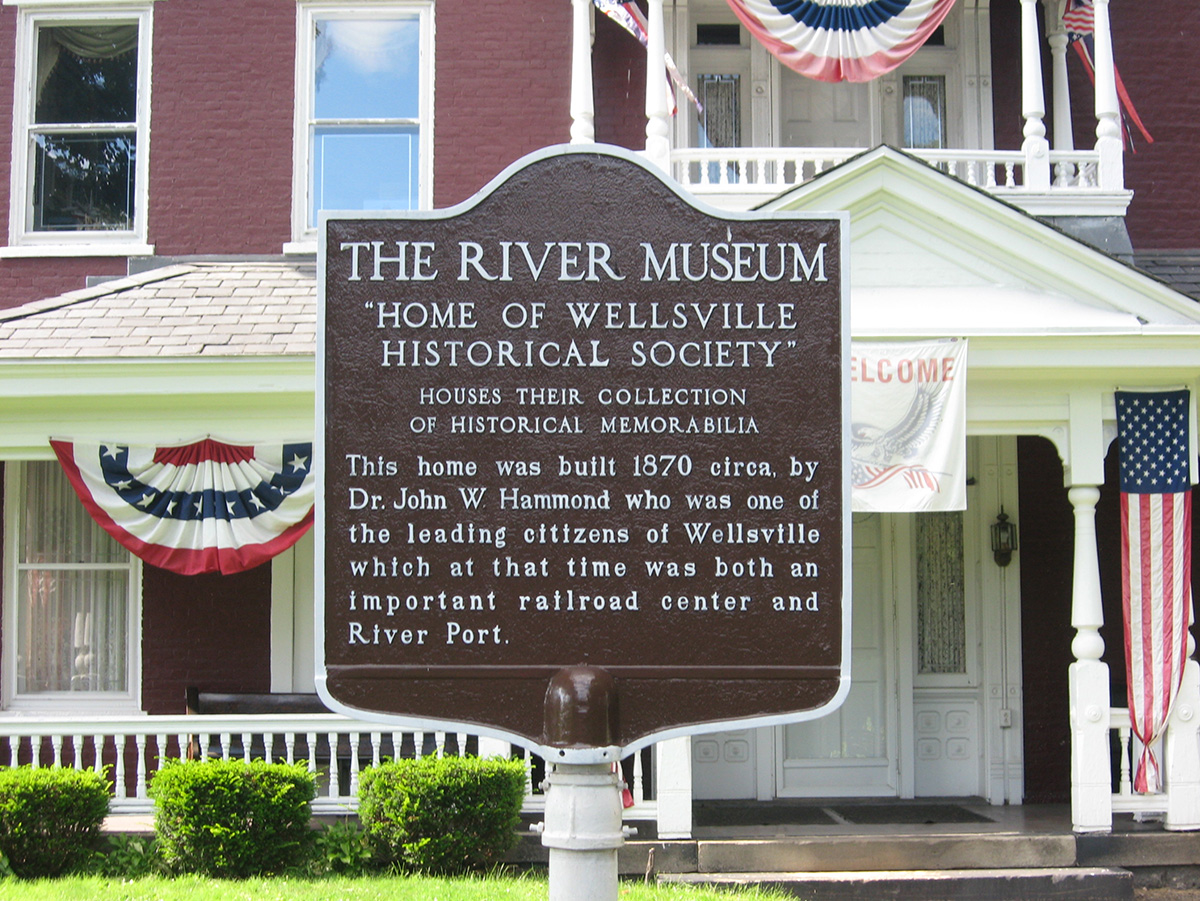 THE RIVER MUSEUM
"HOME OF WELLSVILLE
HISTORICAL SOCIETY"
HOUSES THEIR COLLECTION
OF HISTORICAL MEMORABILIA
This home was built 1870 circa, by
Dr. John W. Hammond who was one of
the leading citizens of Wellsville
which at that time was both an
important railroad center and
River Port.
ELCOME